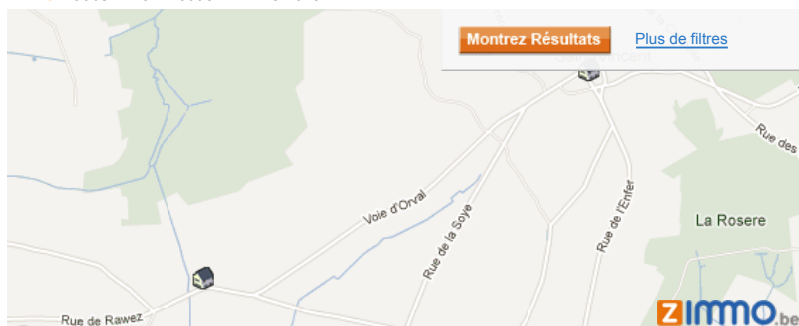 Montrez Résultats
Plus de filtres
Rue des
Voie d'Orval
Rue de la Soye
Rue de l'Enfer
La Rosere
Rue de Rawez
ZIMMO.be